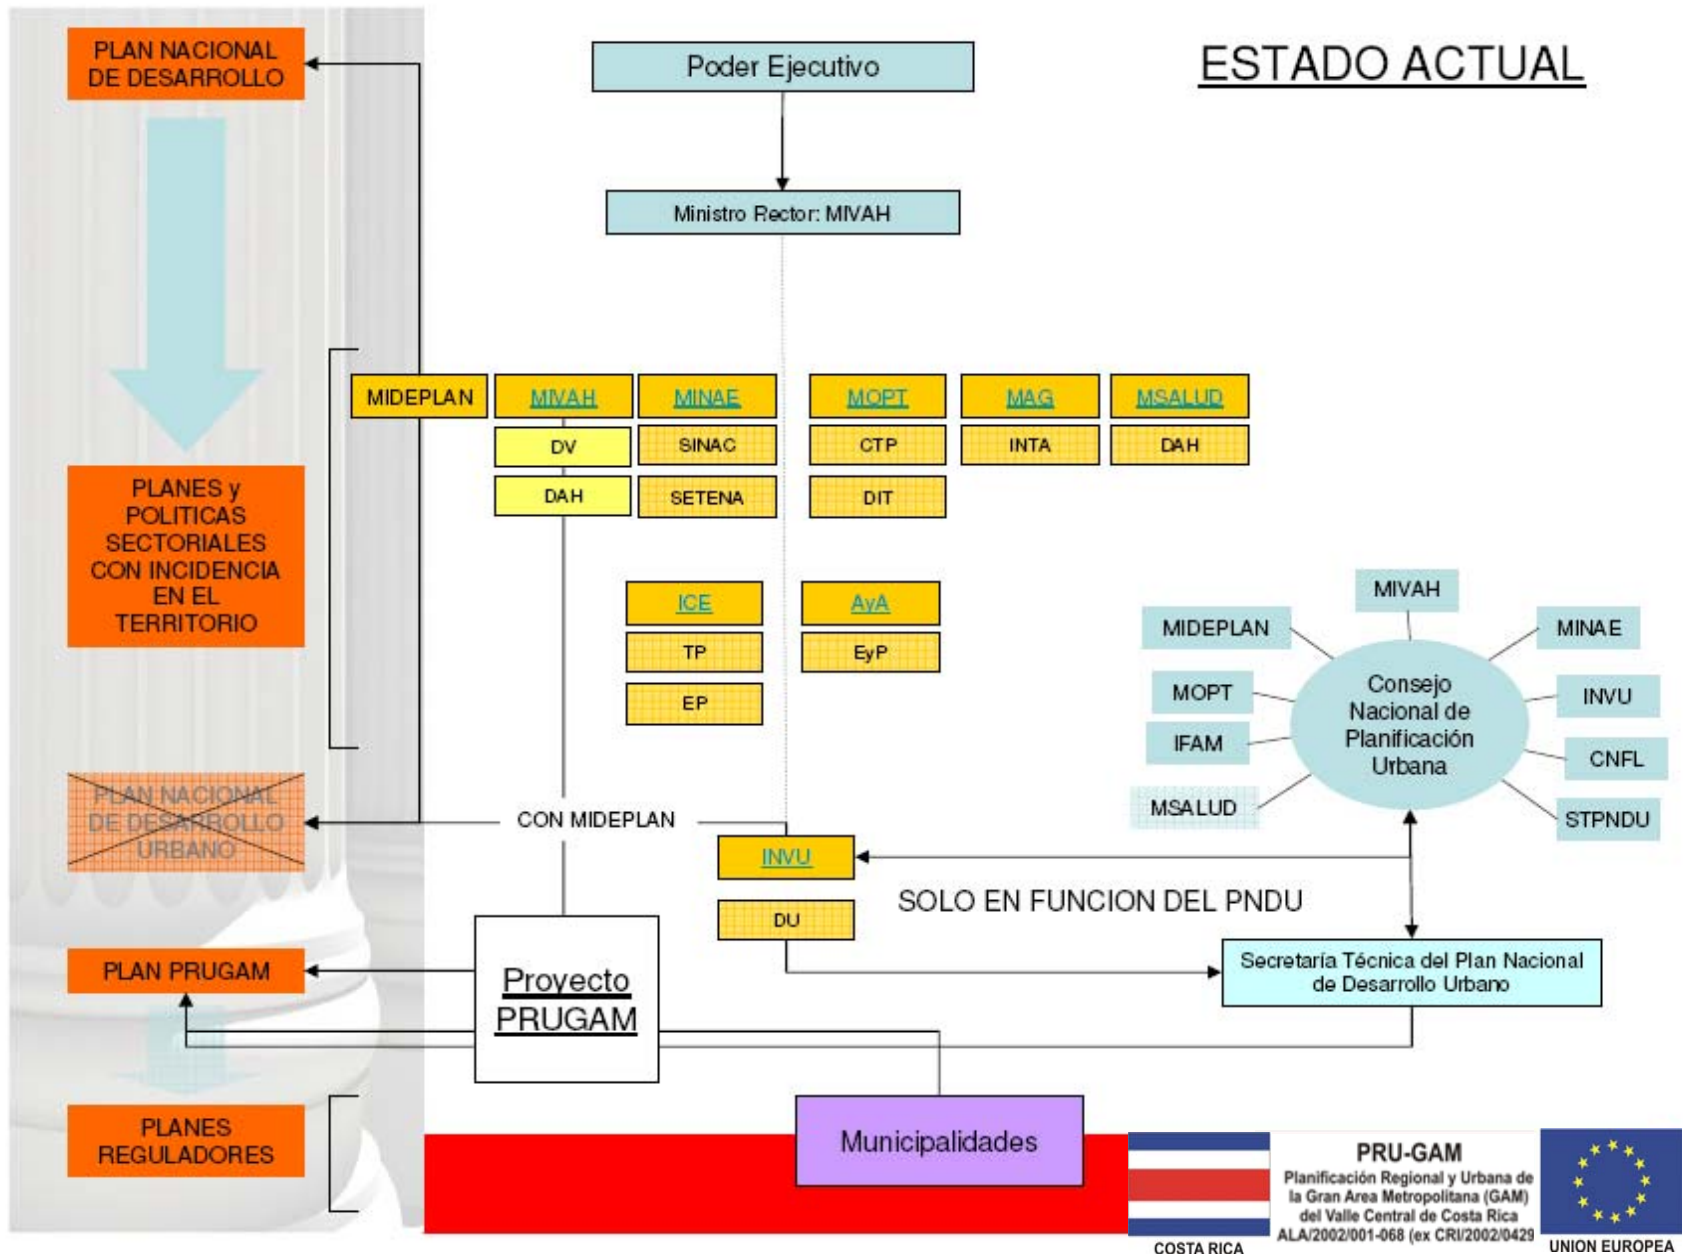 ESTADO ACTUAL
PLAN NACIONAL
DE DESARROLLO
Poder Ejecutivo
Ministro Rector: MIVAH
MIDEPLAN
MIVAH
MINAE
MOPT
MAG
MSALUD
DV
SINAC
CTP
INTA
DAH
DAH
SETENA
DIT
PLANES y
POLITICAS
SECTORIALES
CON INCIDENCIA
EN EL
TERRITORIO
ICE
AyA
TP
EyP
EP
MIVAH
MIDEPLAN
MINAE
MOPT
INVU
IFAM
CNFL
MSALUD
STPNDU
Consejo
Nacional de
Planificación
Urbana
PLAN NACIONAL
DE DESARROLLO
URBANO
CON MIDEPLAN
INVU
DU
SOLO EN FUNCION DEL PNDU
PLAN PRUGAM
Proyecto
PRUGAM
Secretaría Técnica del Plan Nacional
de Desarrollo Urbano
PLANES
REGULADORES
Municipalidades
COSTA RICA
PRU-GAM
Planificación Regional y Urbana de
la Gran Area Metropolitana (GAM)
del Valle Central de Costa Rica
ALA/2002/001-068 (ex CRI/2002/0429
UNION EUROPEA